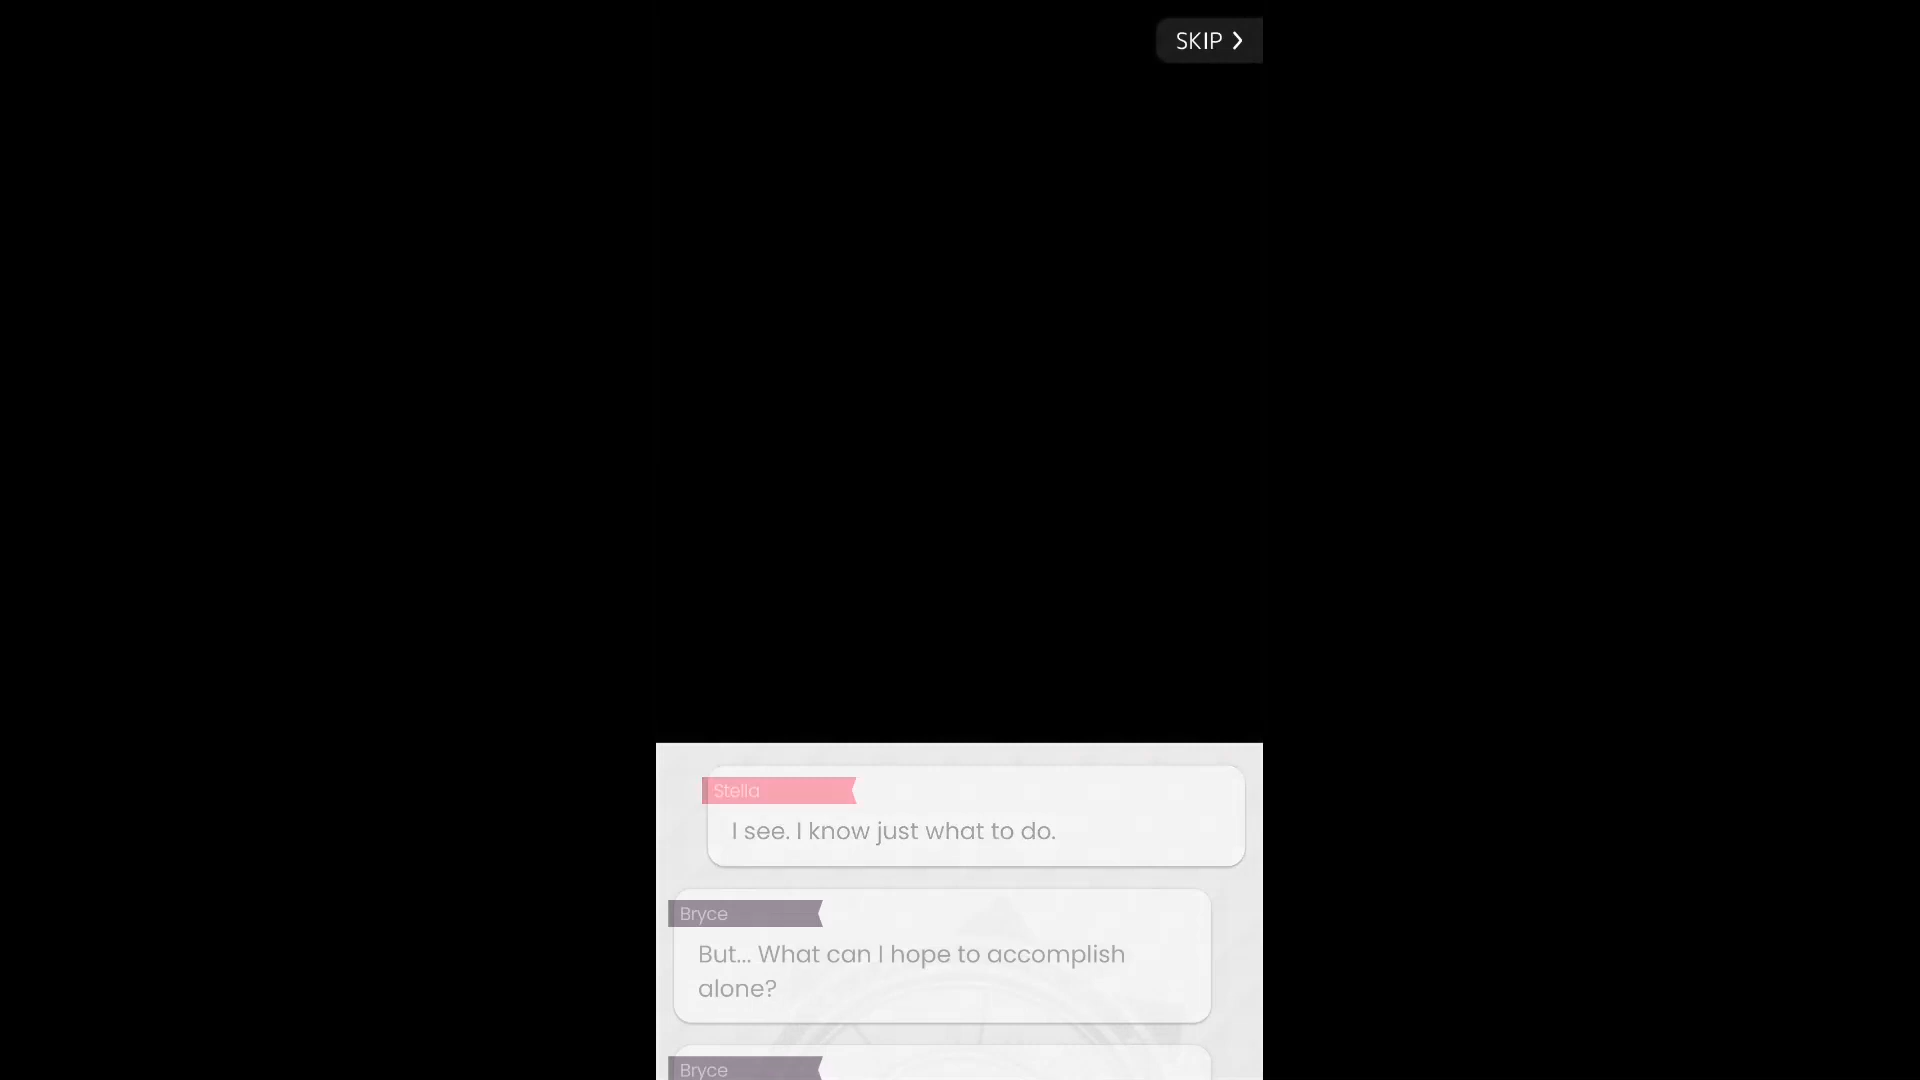 SKIP
Stella
I see. I know just what to do.
Bryce
But... What can I hope to accomplish
alone?
Bryce